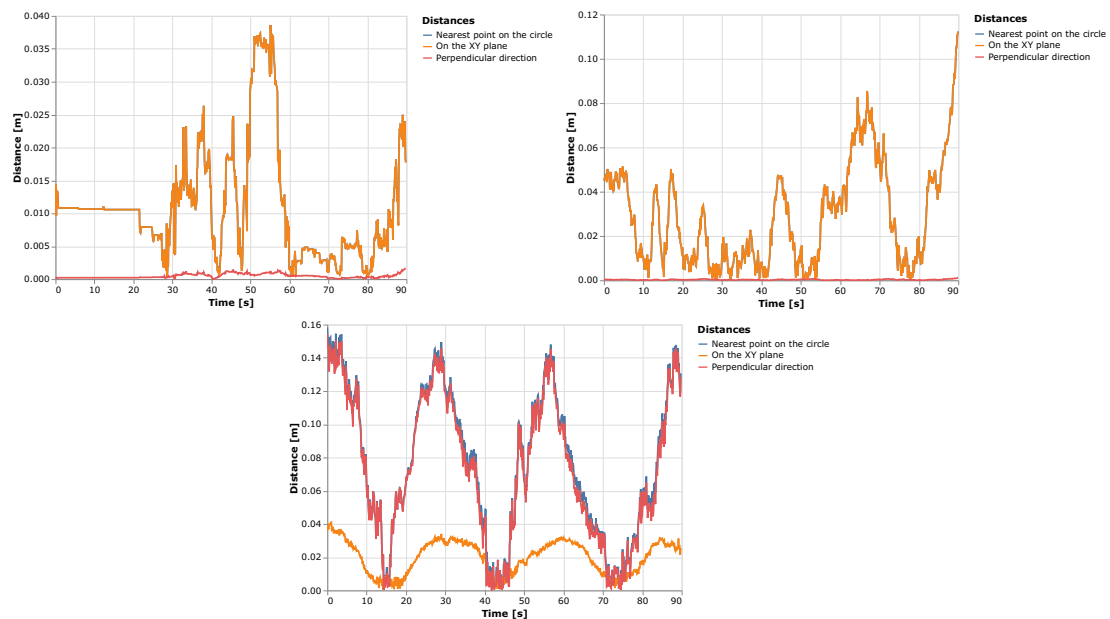 Distances
Nearest point on the circle
On the XY plane
Perpendicular direction
0.040
0.035
0.030
0.025
0.020
0.015
0.010
0.005
0.000
Distance [m]
0 10 20 30 40 50 60 70 80 90
Time [s]
Distances
Nearest point on the circle
On the XY plane
Perpendicular direction
0.12
0.10
0.08
0.06
0.04
0.02
0.00
Distance [m]
0 10 20 30 40 50 60 70 80 90
Time [s]
Distances
Nearest point on the circle
On the XY plane
Perpendicular direction
0.16
0.14
0.12
0.10
0.08
0.06
0.04
0.02
0.00
Distance [m]
0 10 20 30 40 50 60 70 80 90
Time [s]